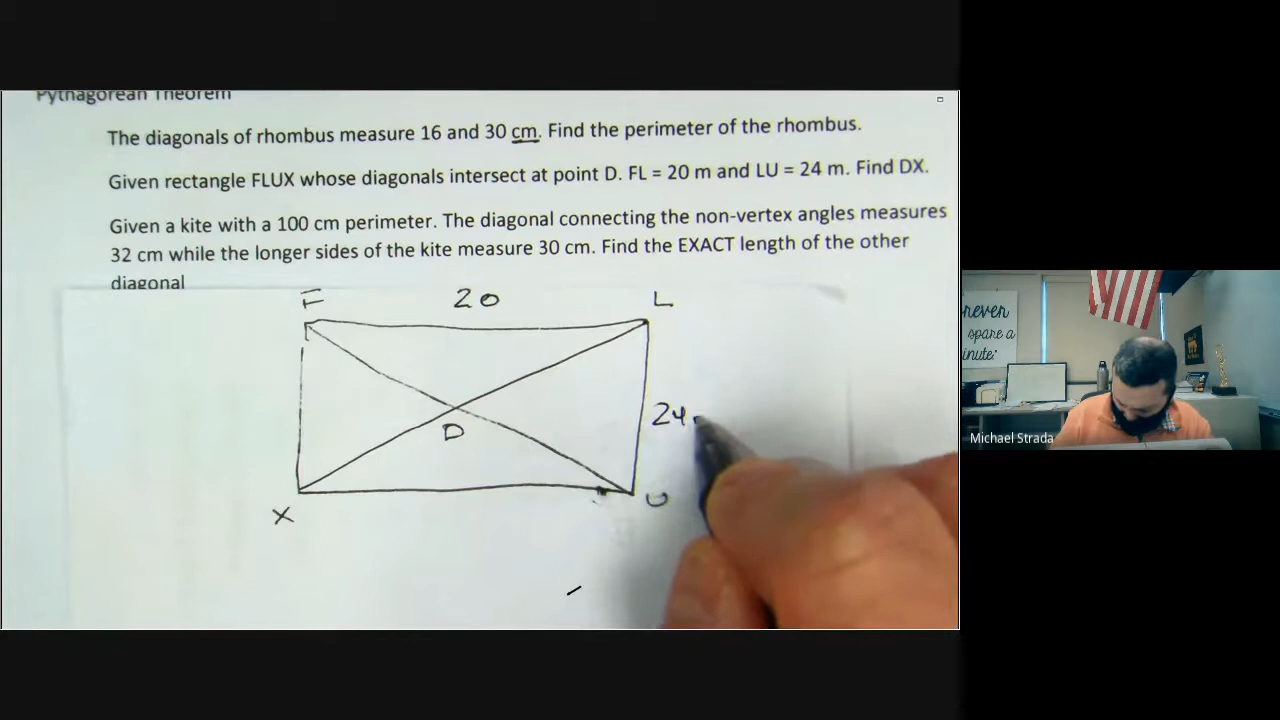 Pythagorean Theorem
The diagonals of rhombus measure 16 and 30 cm. Find the perimeter of the rhombus.
Given rectangle FLUX whose diagonals intersect at point D. FL = 20 m and LU = 24 m. Find DX.
Given a kite with a 100 cm perimeter. The diagonal connecting the non-vertex angles measures
32 cm while the longer sides of the kite measure 30 cm. Find the EXACT length of the other
diagonal
F 20 L
24
D
X U
never
spare a
minute"
Michael Strada